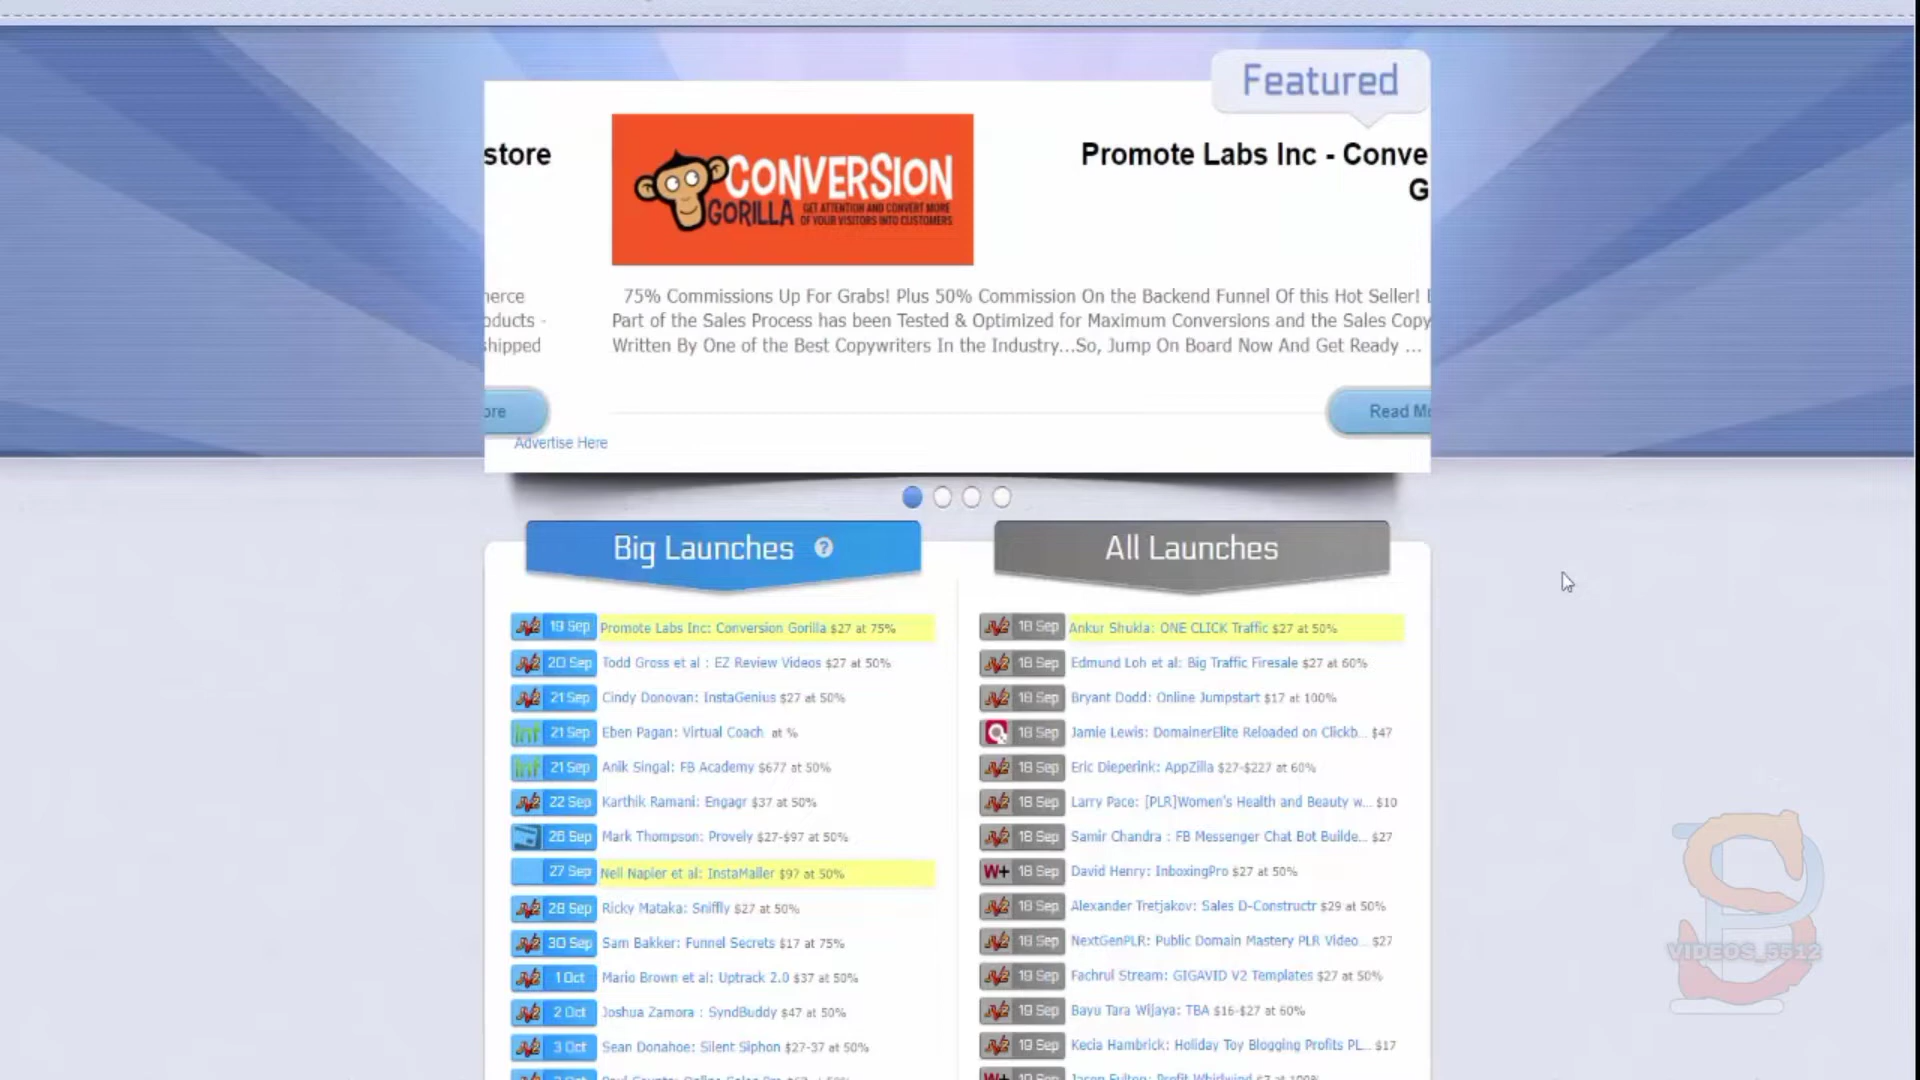 Featured
store
CONVERSION
GORILLA GET ATTENTION AND CONVERT MORE
OF YOUR VISITORS INTO CUSTOMERS
Promote Labs Inc - Conve
G
75% Commissions Up For Grabs! Plus 50% Commission On the Backend Funnel Of this Hot Seller!
Part of the Sales Process has been Tested & Optimized for Maximum Conversions and the Sales Copy
Written By One of the Best Copywriters In the Industry...So, Jump On Board Now And Get Ready ...
nerce
oducts -
shipped
ore
Read Mo
Advertise Here
Big Launches ?
19 Sep Promote Labs Inc: Conversion Gorilla $27 at 75%
20 Sep Todd Gross et al : EZ Review Videos $27 at 50%
21 Sep Cindy Donovan: InstaGenius $27 at 50%
21 Sep Eben Pagan: Virtual Coach at %
21 Sep Anik Singal: FB Academy $677 at 50%
22 Sep Karthik Ramani: Engagr $37 at 50%
26 Sep Mark Thompson: Provely $27-$97 at 50%
27 Sep Neil Napier et al: InstaMailer $97 at 50%
28 Sep Ricky Mataka: Sniffly $27 at 50%
30 Sep Sam Bakker: Funnel Secrets $17 at 75%
1 Oct Mario Brown et al: Uptrack 2.0 $37 at 50%
2 Oct Joshua Zamora : SyndBuddy $47 at 50%
3 Oct Sean Donahoe: Silent Siphon $27-37 at 50%
All Launches
18 Sep Ankur Shukla: ONE CLICK Traffic $27 at 50%
18 Sep Edmund Loh et al: Big Traffic Firesale $27 at 60%
18 Sep Bryant Dodd: Online Jumpstart $17 at 100%
18 Sep Jamie Lewis: DomainerElite Reloaded on Clickb... $47
18 Sep Eric Dieperink: AppZilla $27-$227 at 60%
18 Sep Larry Pace: [PLR]Women's Health and Beauty w... $10
18 Sep Samir Chandra : FB Messenger Chat Bot Builde... $27
W+ 18 Sep David Henry: InboxingPro $27 at 50%
18 Sep Alexander Tretjakov: Sales D-Constructr $29 at 50%
18 Sep NextGenPLR: Public Domain Mastery PLR Video... $27
19 Sep Fachrul Stream: GIGAVID V2 Templates $27 at 50%
19 Sep Bayu Tara Wijaya: TBA $16-$27 at 60%
19 Sep Kecia Hambrick: Holiday Toy Blogging Profits PL... $17
VIDEOS_5512